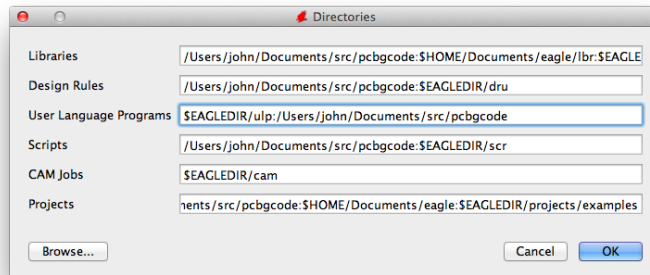 Directories
Libraries /Users/john/Documents/src/pcbgcode:$HOME/Documents/eagle/lbr:$EAGLE
Design Rules /Users/john/Documents/src/pcbgcode:$EAGLEDIR/dru
User Language Programs $EAGLEDIR/ulp:/Users/john/Documents/src/pcbgcode
Scripts /Users/john/Documents/src/pcbgcode:$EAGLEDIR/scr
CAM Jobs $EAGLEDIR/cam
Projects nents/src/pcbgcode:$HOME/Documents/eagle:$EAGLEDIR/projects/examples
Browse... Cancel OK